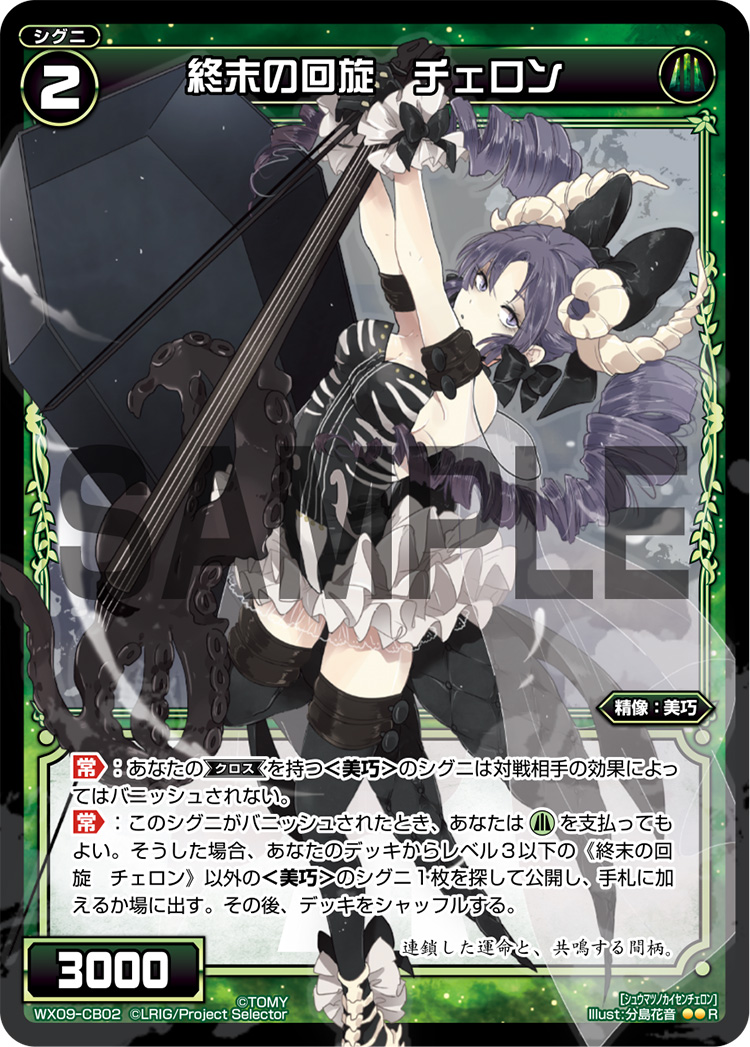 シグニ
2
終末の回旋 チェロン
SAMPLE
精像:美巧
常:あなたのクロスを持つ<美巧>のシグニは対戦相手の効果によっ
てはバニッシュされない。
常:このシグニがバニッシュされたとき、あなたは を支払っても
よい。そうした場合、あなたのデッキからレベル3以下の《終末の回
旋 チェロン》以外の<美巧>のシグニ1枚を探して公開し、手札に加
えるか場に出す。その後、デッキをシャッフルする。
連鎖した運命と、共鳴する間柄。
3000
©TOMY
WX09-CB02 ©LRIG/Project Selector
[シュウマツノカイセンチェロン]
Illust:分島花音 R